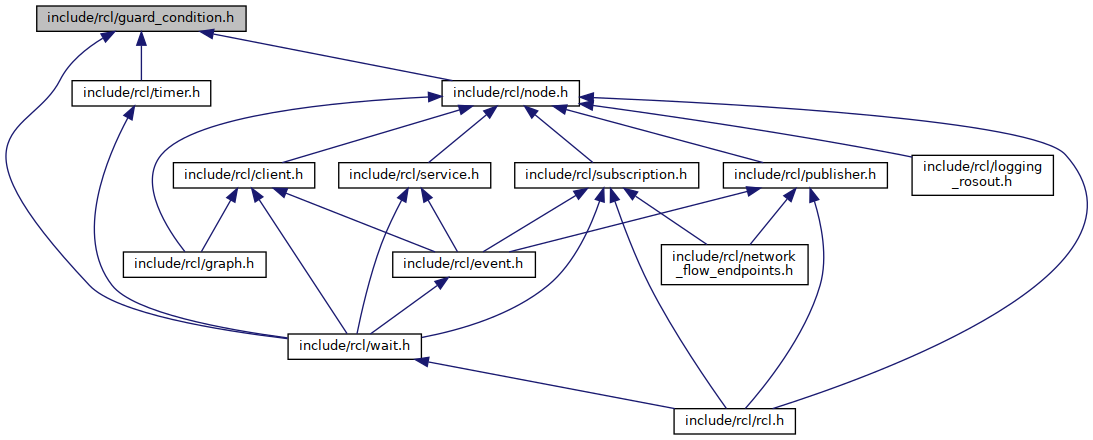 include/rcl/guard_condition.h
include/rcl/timer.h
include/rcl/node.h
include/rcl/client.h
include/rcl/service.h
include/rcl/subscription.h
include/rcl/publisher.h
include/rcl/logging
_rosout.h
include/rcl/graph.h
include/rcl/event.h
include/rcl/network
_flow_endpoints.h
include/rcl/wait.h
include/rcl/rcl.h